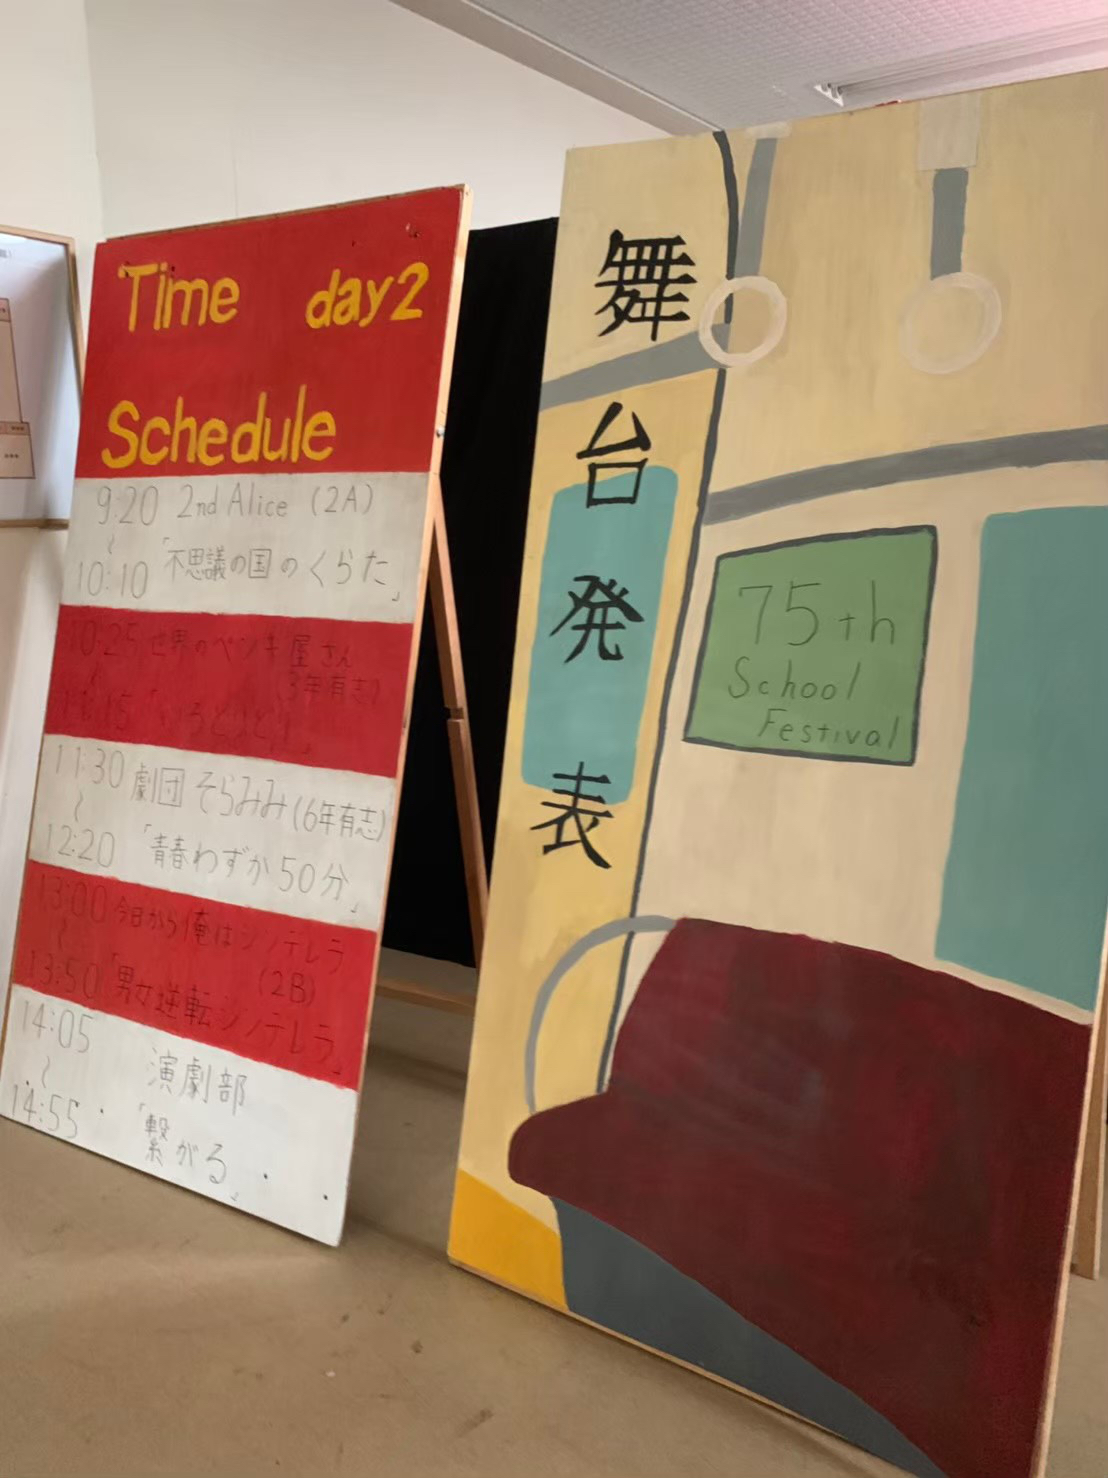 Time day2
Schedule
9:20 2nd Alice (2A)
〜 「不思議の国のくらた」
10:10
10:25 世界のペンキ屋さん
〜 3年有志)
11:15 「いろとりどり」
11:30 劇団 そらみみ(6年有志)
〜
12:20 「青春わずか50分」
13:00 今日から俺はシンデレラ
〜 (2B)
13:50 「男女逆転シンデレラ」
14:05
〜 演劇部
14:55 「繋がる」
舞台発表
75th
School
Festival